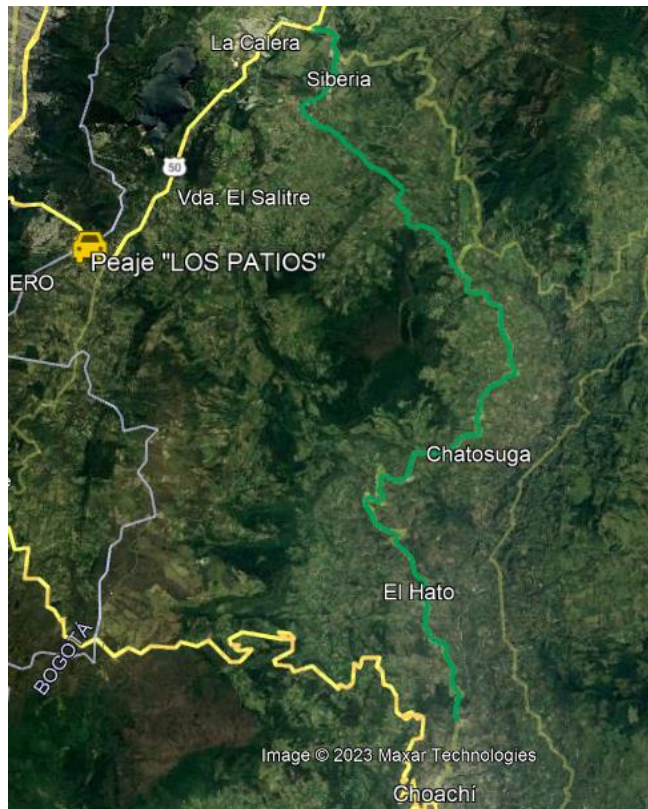 La Calera
Siberia
50
Vda. El Salitre
Peaje "LOS PATIOS"
ERO
Chatosuga
e
El Hato
BOGOTÁ
Image © 2023 Maxar Technologies
Choachí